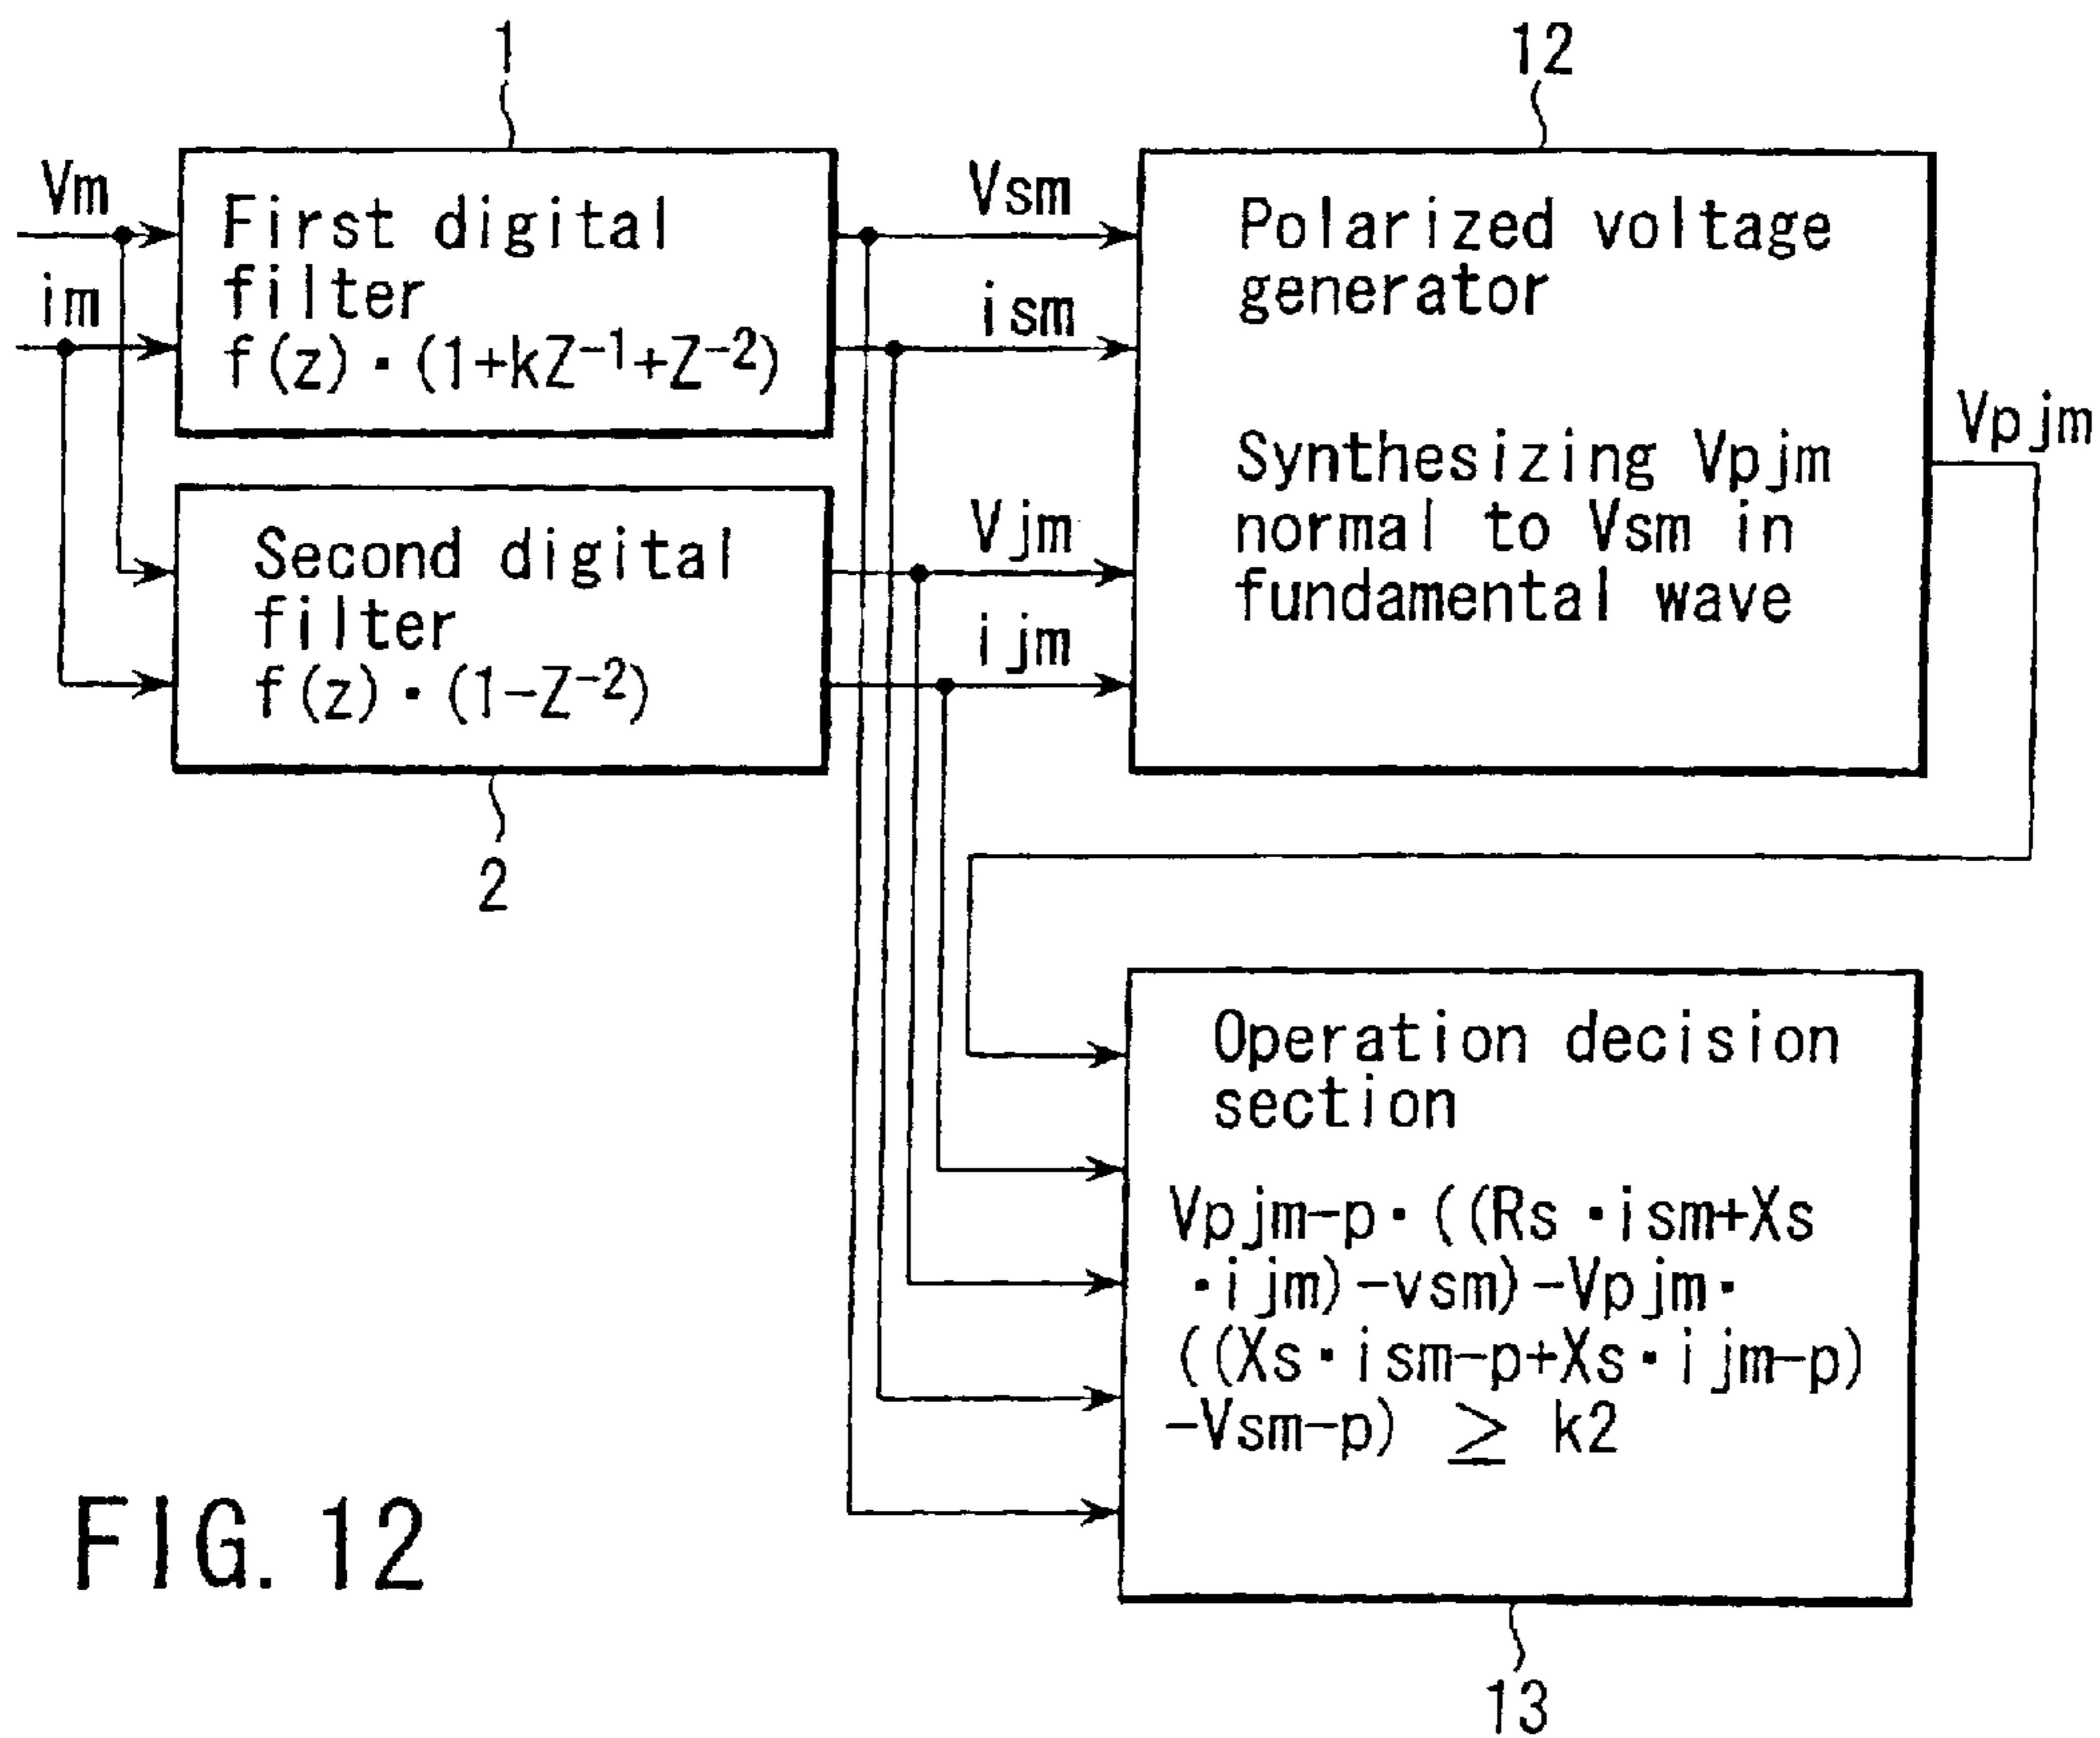 1
12
Vm
im
First digital
filter
f(z)・(1+kZ⁻¹+Z⁻²)
Vsm
ism
Polarized voltage
generator
Synthesizing Vpjm
normal to Vsm in
fundamental wave
Vpjm
Second digital
filter
f(z)・(1-Z⁻²)
Vjm
ijm
2
Operation decision
section
Vpjm-p・((Rs・ism+Xs
・ijm)-vsm)-Vpjm・
((Xs・ism-p+Xs・ijm-p)
-Vsm-p) ≥ k2
13
FIG. 12